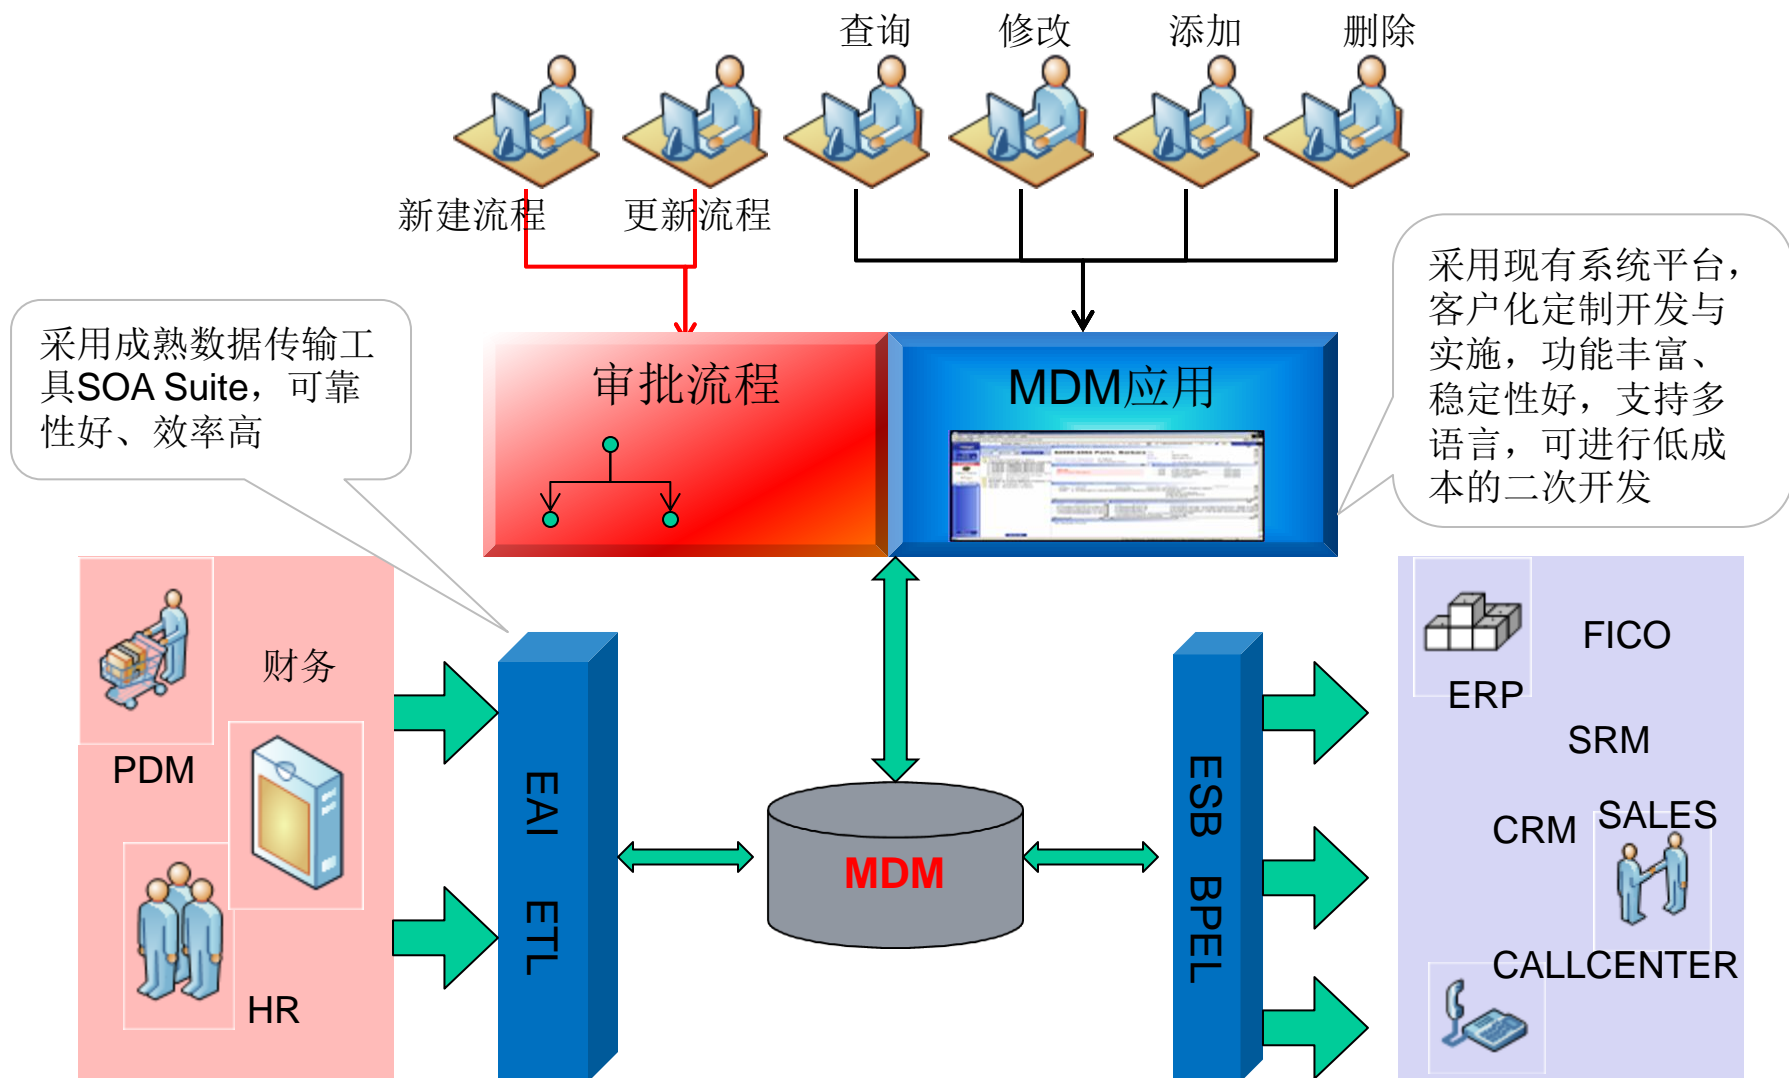 查询
修改
添加
删除
新建流程
更新流程
采用现有系统平台，
客户化定制开发与
实施，功能丰富、
稳定性好，支持多
语言，可进行低成
本的二次开发
采用成熟数据传输工
具SOA Suite，可靠
性好、效率高
审批流程
MDM应用
财务
PDM
HR
EAI ETL
MDM
ESB BPEL
FICO
ERP
SRM
SALES
CRM
CALLCENTER